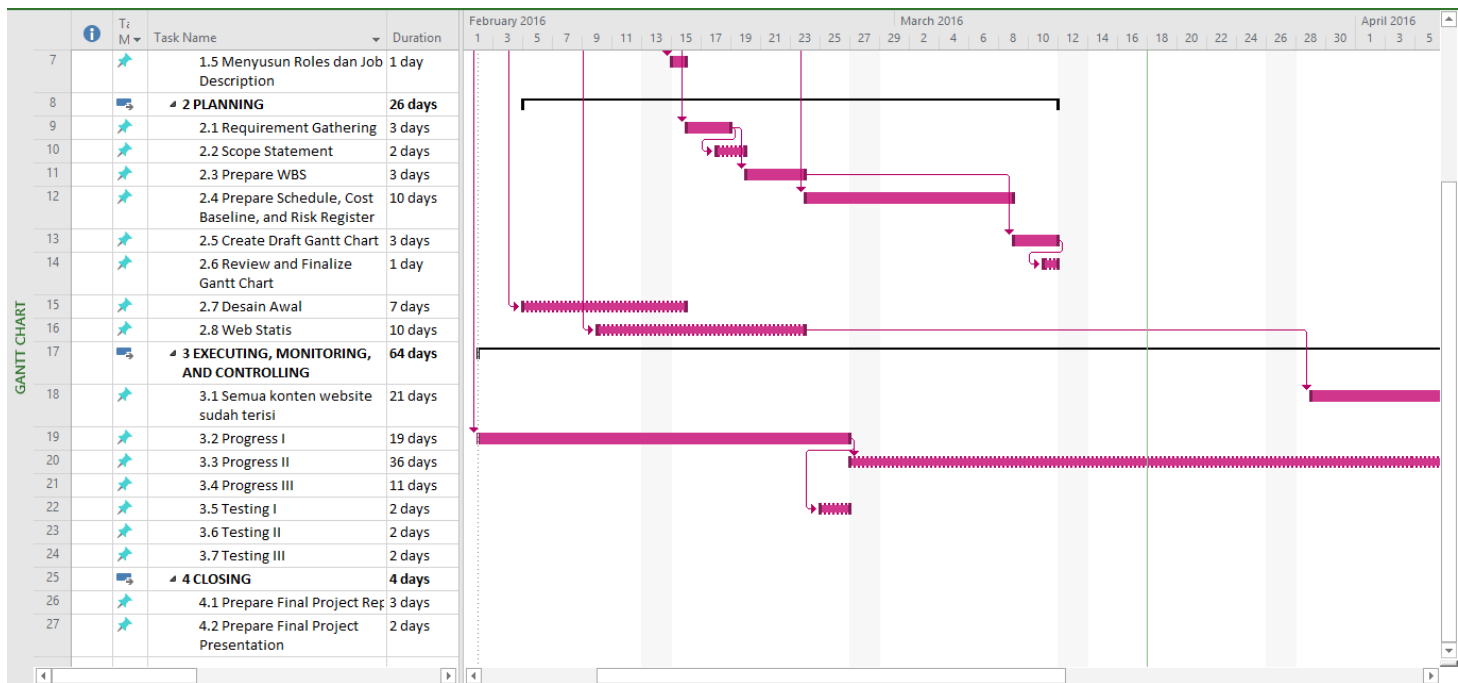 February 2016 March 2016 April 2016
Ta
M Task Name Duration 1 3 5 7 9 11 13 15 17 19 21 23 25 27 29 2 4 6 8 10 12 14 16 18 20 22 24 26 28 30 1 3 5
7 1.5 Menyusun Roles dan Job 1 day
Description
8 2 PLANNING 26 days
9 2.1 Requirement Gathering 3 days
10 2.2 Scope Statement 2 days
11 2.3 Prepare WBS 3 days
12 2.4 Prepare Schedule, Cost 10 days
Baseline, and Risk Register
13 2.5 Create Draft Gantt Chart 3 days
14 2.6 Review and Finalize 1 day
Gantt Chart
15 2.7 Desain Awal 7 days
16 2.8 Web Statis 10 days
17 3 EXECUTING, MONITORING, 64 days
AND CONTROLLING
18 3.1 Semua konten website 21 days
sudah terisi
19 3.2 Progress I 19 days
20 3.3 Progress II 36 days
21 3.4 Progress III 11 days
22 3.5 Testing I 2 days
23 3.6 Testing II 2 days
24 3.7 Testing III 2 days
25 4 CLOSING 4 days
26 4.1 Prepare Final Project Rep 3 days
27 4.2 Prepare Final Project 2 days
Presentation
GANTT CHART